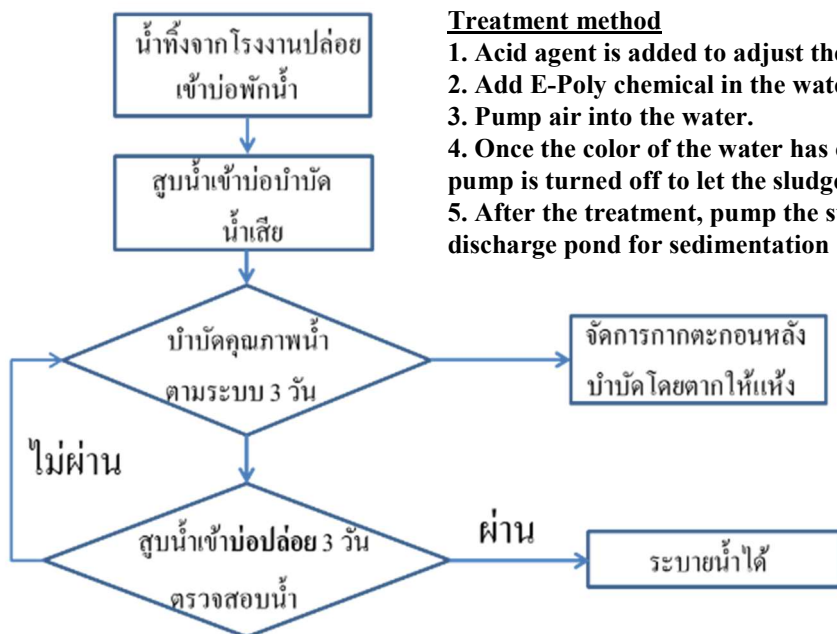 น้ำทิ้งจากโรงงานปล่อย
เข้าบ่อพักน้ำ
สูบน้ำเข้าบ่อบำบัด
น้ำเสีย
บำบัดคุณภาพน้ำ
ตามระบบ 3 วัน
จัดการกากตะกอนหลัง
บำบัดโดยตากให้แห้ง
ไม่ผ่าน
สูบน้ำเข้าบ่อปล่อย 3 วัน
ตรวจสอบน้ำ
ผ่าน
ระบายน้ำได้
Treatment method
1. Acid agent is added to adjust the
2. Add E-Poly chemical in the
3. Pump air into the water.
4. Once the color of the water has
pump is turned off to let the
5. After the treatment, pump the
discharge pond for sedimentation